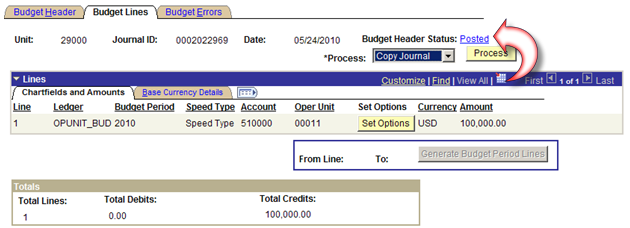 Budget Header Budget Lines Budget Errors
Unit: 29000 Journal ID: 0002022969 Date: 05/24/2010 Budget Header Status: Posted
*Process: Copy Journal Process
Lines Customize | Find | View All | First 1 of 1 Last
Chartfields and Amounts Base Currency Details
Line Ledger Budget Period Speed Type Account Oper Unit Set Options Currency Amount
1 OPUNIT_BUD 2010 Speed Type 510000 00011 Set Options USD 100,000.00
From Line: To: Generate Budget Period Lines
Totals
Total Lines: Total Debits: Total Credits:
1 0.00 100,000.00